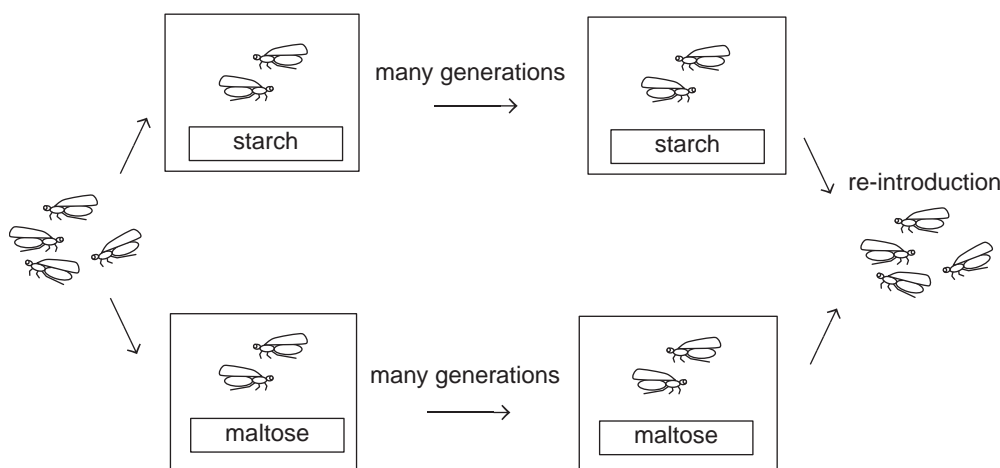 many generations
starch
starch
re-introduction
many generations
maltose
maltose